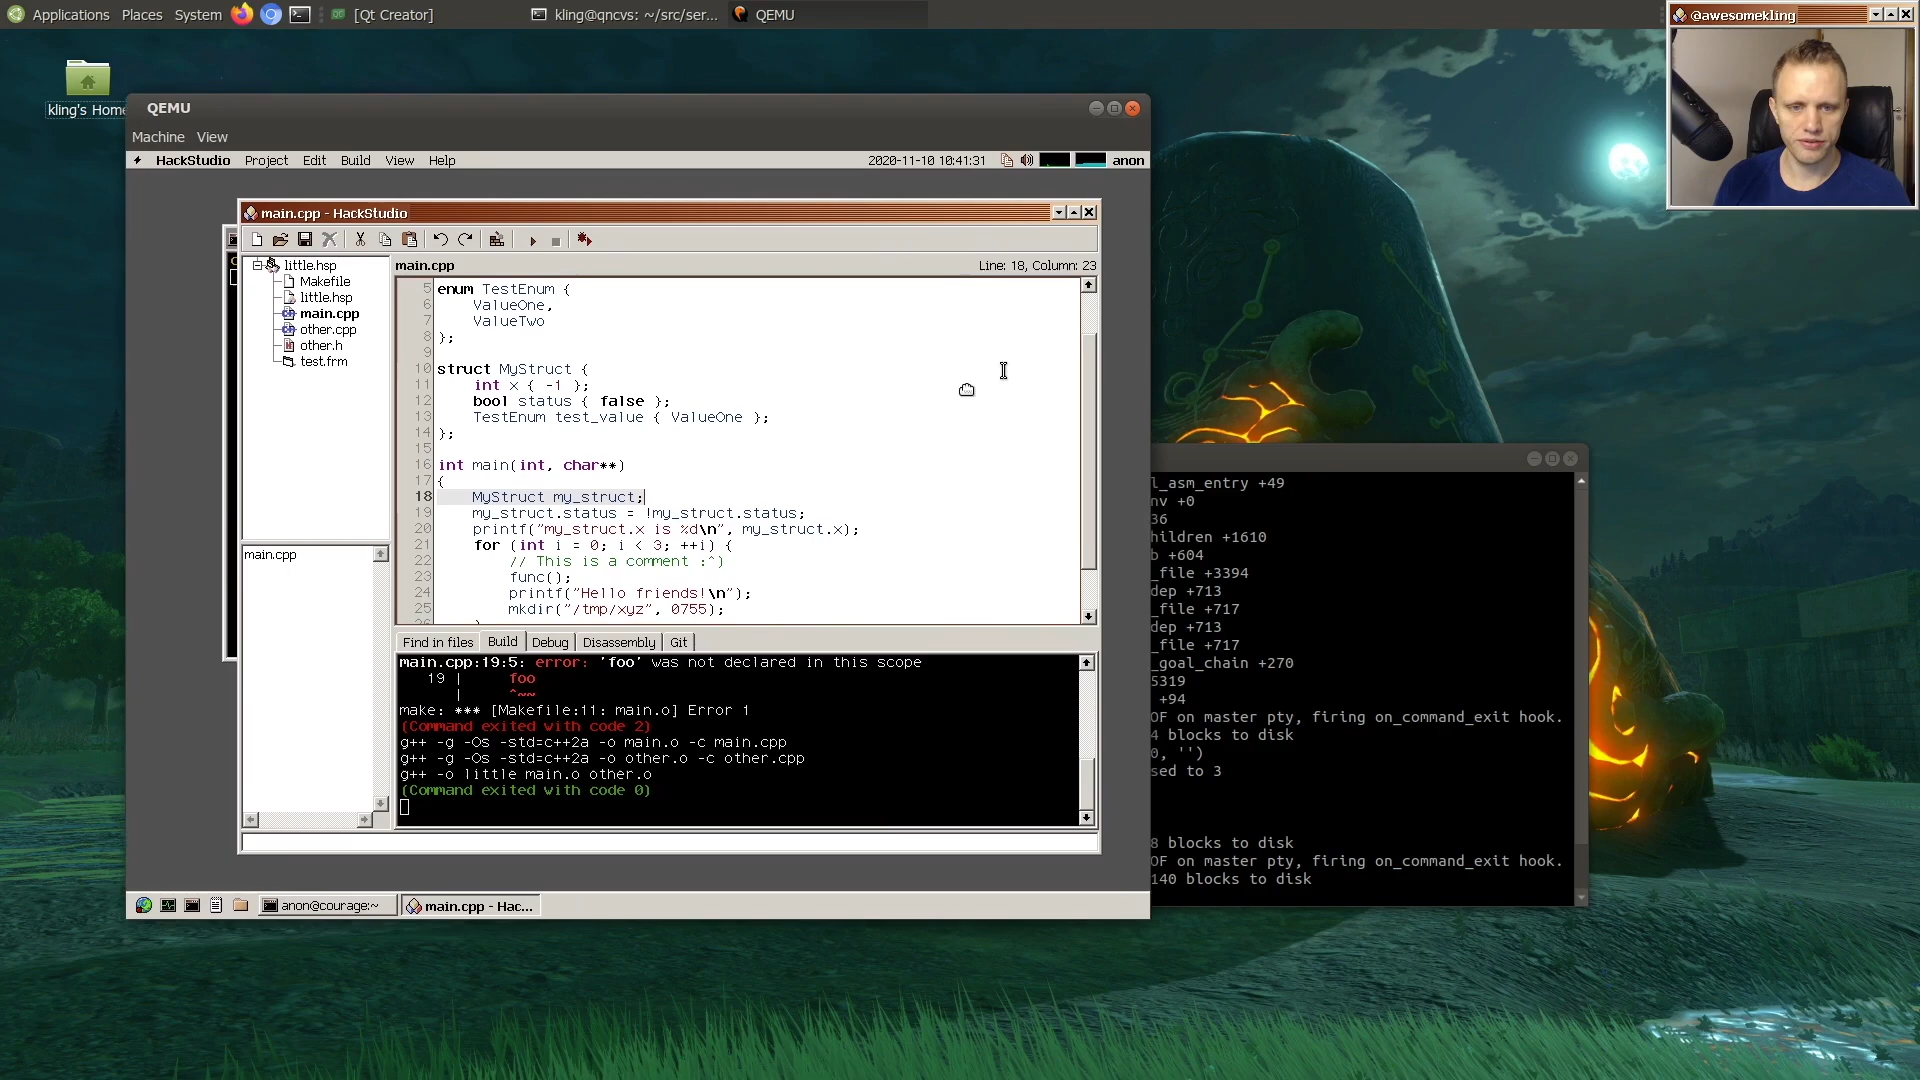 Applications Places System [Qt Creator] kling@qncvs: ~/src/ser... QEMU
@awesomekling
kling's Home
QEMU
Machine View
HackStudio Project Edit Build View Help 2020-11-10 10:41:31 anon
main.cpp - HackStudio
little.hsp
Makefile
little.hsp
main.cpp
other.cpp
other.h
test.frm
main.cpp
main.cpp Line: 18, Column: 23
5 enum TestEnum {
6 ValueOne,
7 ValueTwo
8 };
9
10 struct MyStruct {
11 int x { -1 };
12 bool status { false };
13 TestEnum test_value { ValueOne };
14 };
15
16 int main(int, char**)
17 {
18 MyStruct my_struct;
19 my_struct.status = !my_struct.status;
20 printf("my_struct.x is %d\n", my_struct.x);
21 for (int i = 0; i < 3; ++i) {
22 // This is a comment :^)
23 func();
24 printf("Hello friends!\n");
25 mkdir("/tmp/xyz", 0755);
Find in files Build Debug Disassembly Git
main.cpp:19:5: error: 'foo' was not declared in this scope
19 | foo
| ^~~
make: *** [Makefile:11: main.o] Error 1
(Command exited with code 2)
g++ -g -Os -std=c++2a -o main.o -c main.cpp
g++ -g -Os -std=c++2a -o other.o -c other.cpp
g++ -o little main.o other.o
(Command exited with code 0)
anon@courage:~ main.cpp - Hac...
l_asm_entry +49
nv +0
36
hildren +1610
b +604
_file +3394
dep +713
_file +717
dep +713
_file +717
_goal_chain +270
5319
+94
OF on master pty, firing on_command_exit hook.
4 blocks to disk
0, '')
sed to 3
8 blocks to disk
OF on master pty, firing on_command_exit hook.
140 blocks to disk